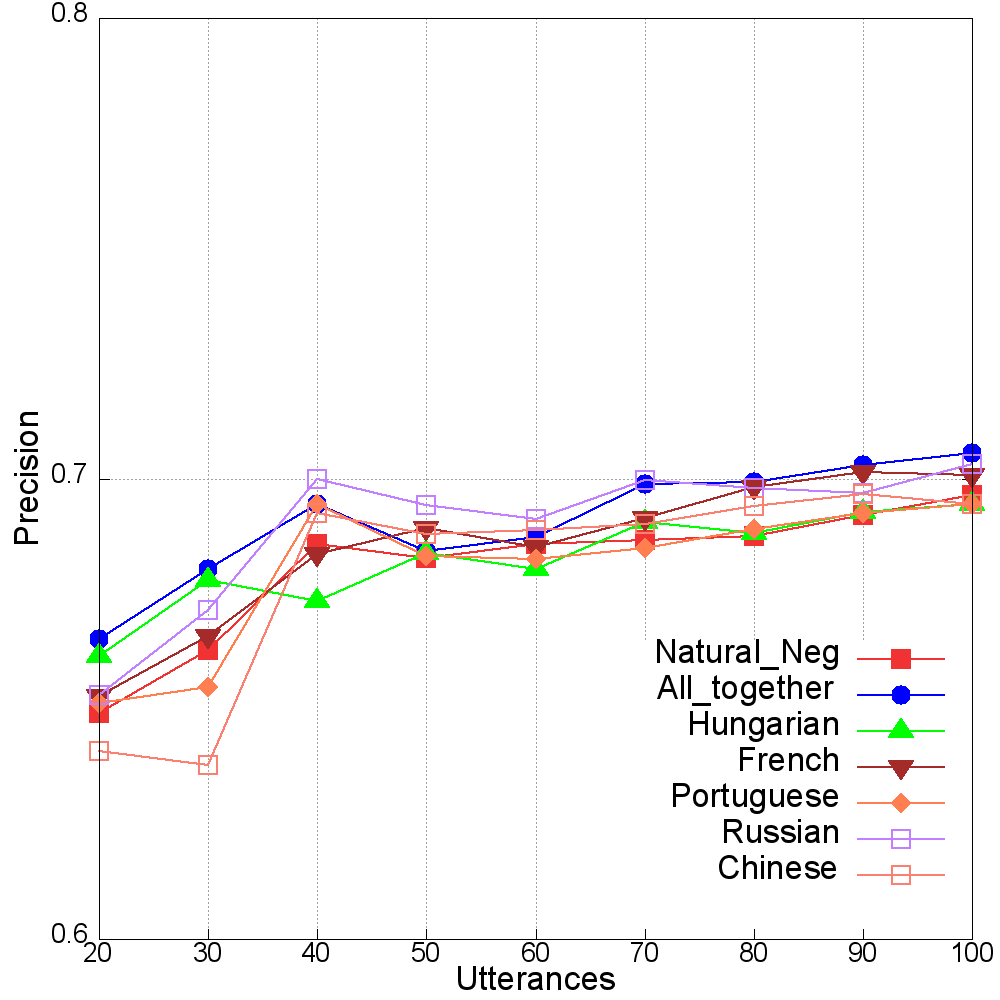 0.8
0.7
0.6
Precision
Natural_Neg
All_together
Hungarian
French
Portuguese
Russian
Chinese
20 30 40 50 60 70 80 90 100
Utterances